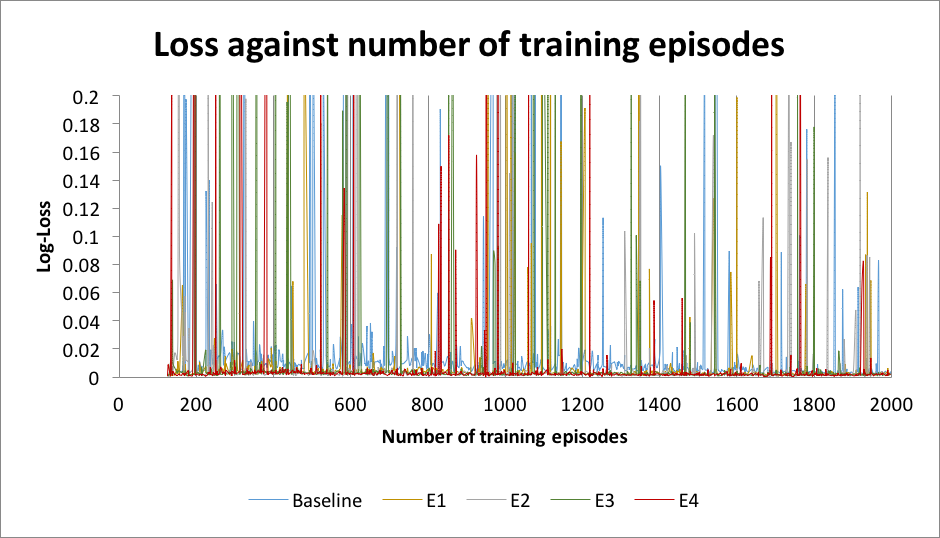 Loss against number of training episodes
0.2
0.18
0.16
0.14
0.12
0.1
0.08
0.06
0.04
0.02
0
Log-Loss
0 200 400 600 800 1000 1200 1400 1600 1800 2000
Number of training episodes
Baseline E1 E2 E3 E4